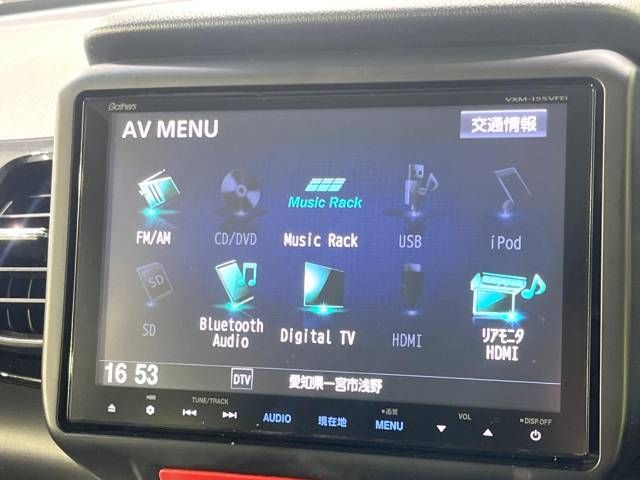 Gathers
VXM-155VFEi
AV MENU
交通情報
Music Rack
FM/AM
CD/DVD
Music Rack
USB
iPod
SD
SD
Bluetooth Audio
Digital TV
HDMI
リアモニタ HDMI
16 53
DTV
愛知県一宮市浅野
TUNE/TRACK
AUDIO
現在地
画質
MENU
VOL
DISP.OFF